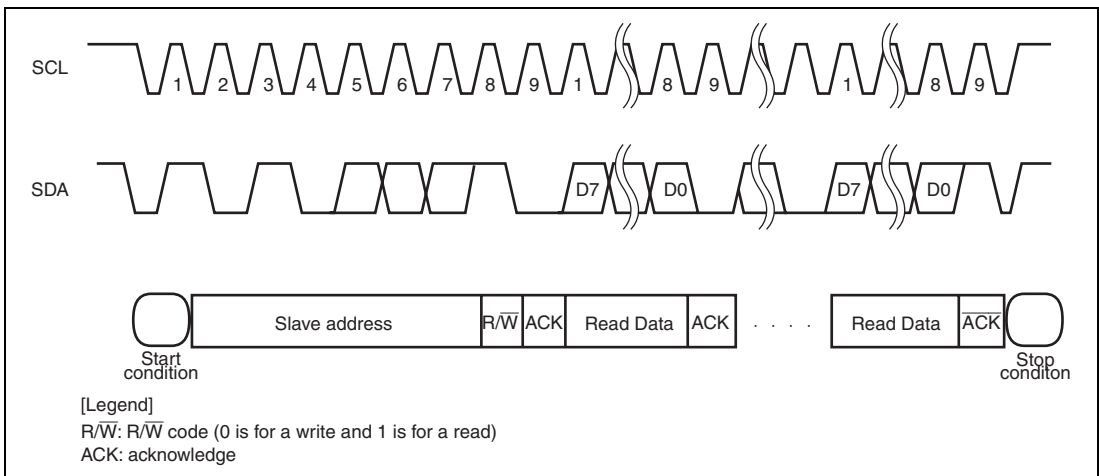 SCL
1 2 3 4 5 6 7 8 9 1 8 9 1 8 9
SDA
D7 D0 D7 D0
Slave address R/W̅ ACK Read Data ACK . . . . Read Data A̅C̅K̅
Start
condition
Stop
conditon
[Legend]
R/W̅: R/W̅ code (0 is for a write and 1 is for a read)
ACK: acknowledge